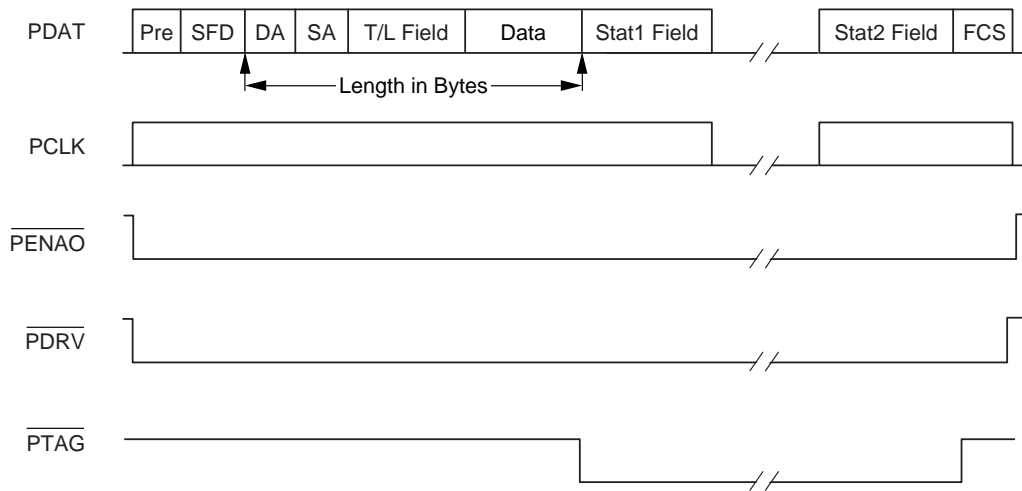 PDAT Pre SFD DA SA T/L Field Data Stat1 Field Stat2 Field FCS
Length in Bytes
PCLK
PENAO
PDRV
PTAG